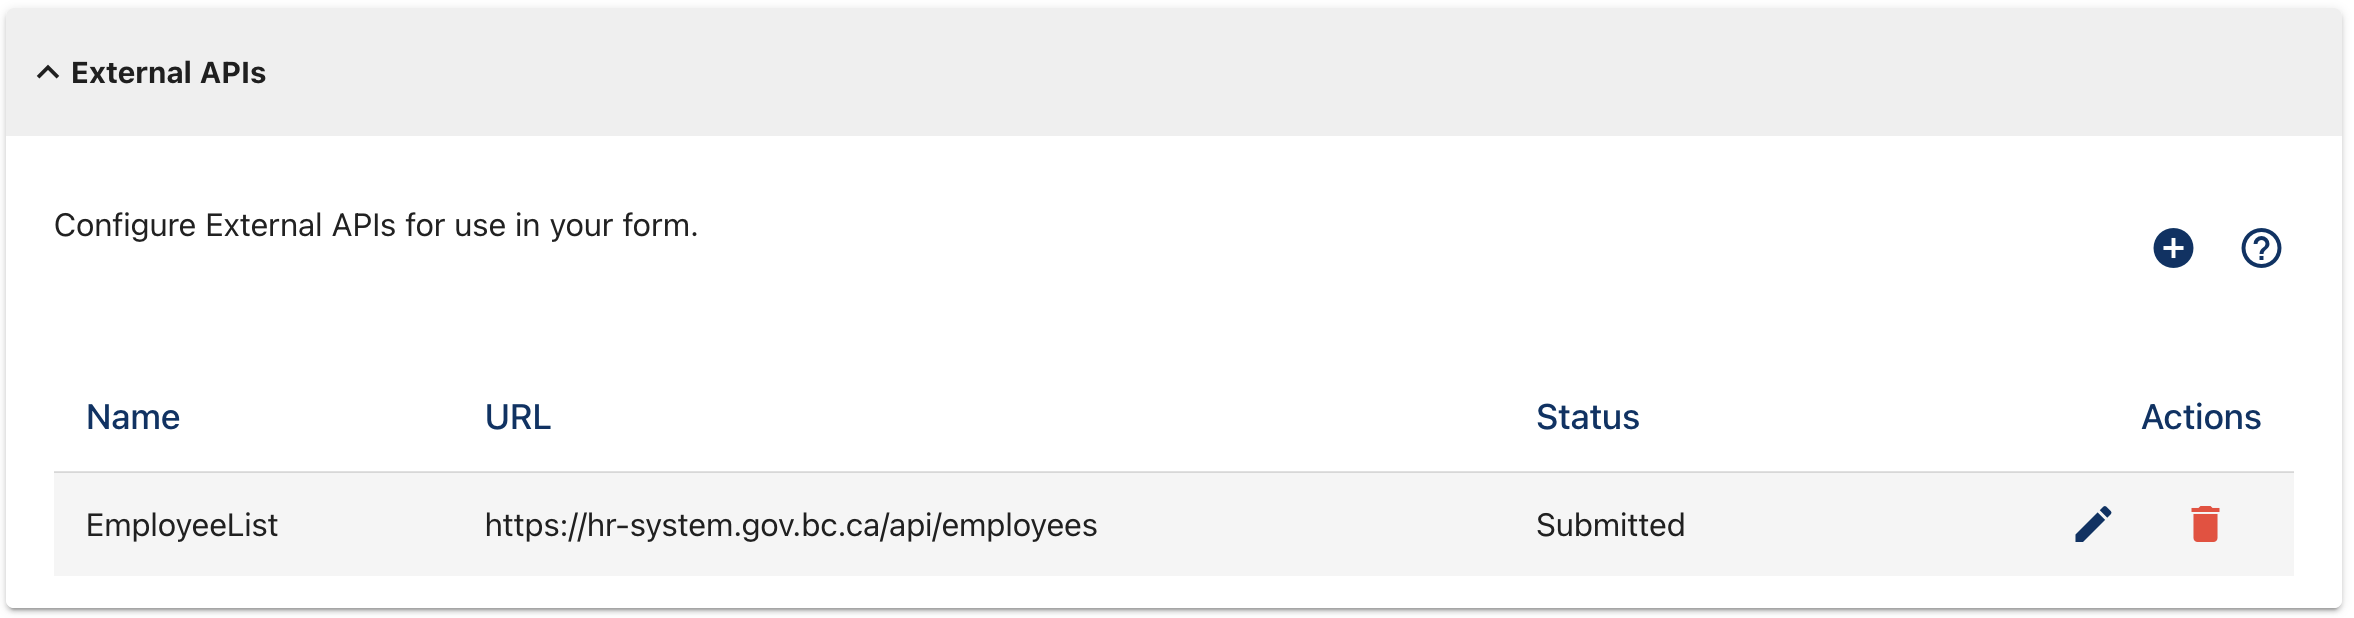 External APIs
Configure External APIs for use in your form.
Name URL Status Actions
EmployeeList https://hr-system.gov.bc.ca/api/employees Submitted